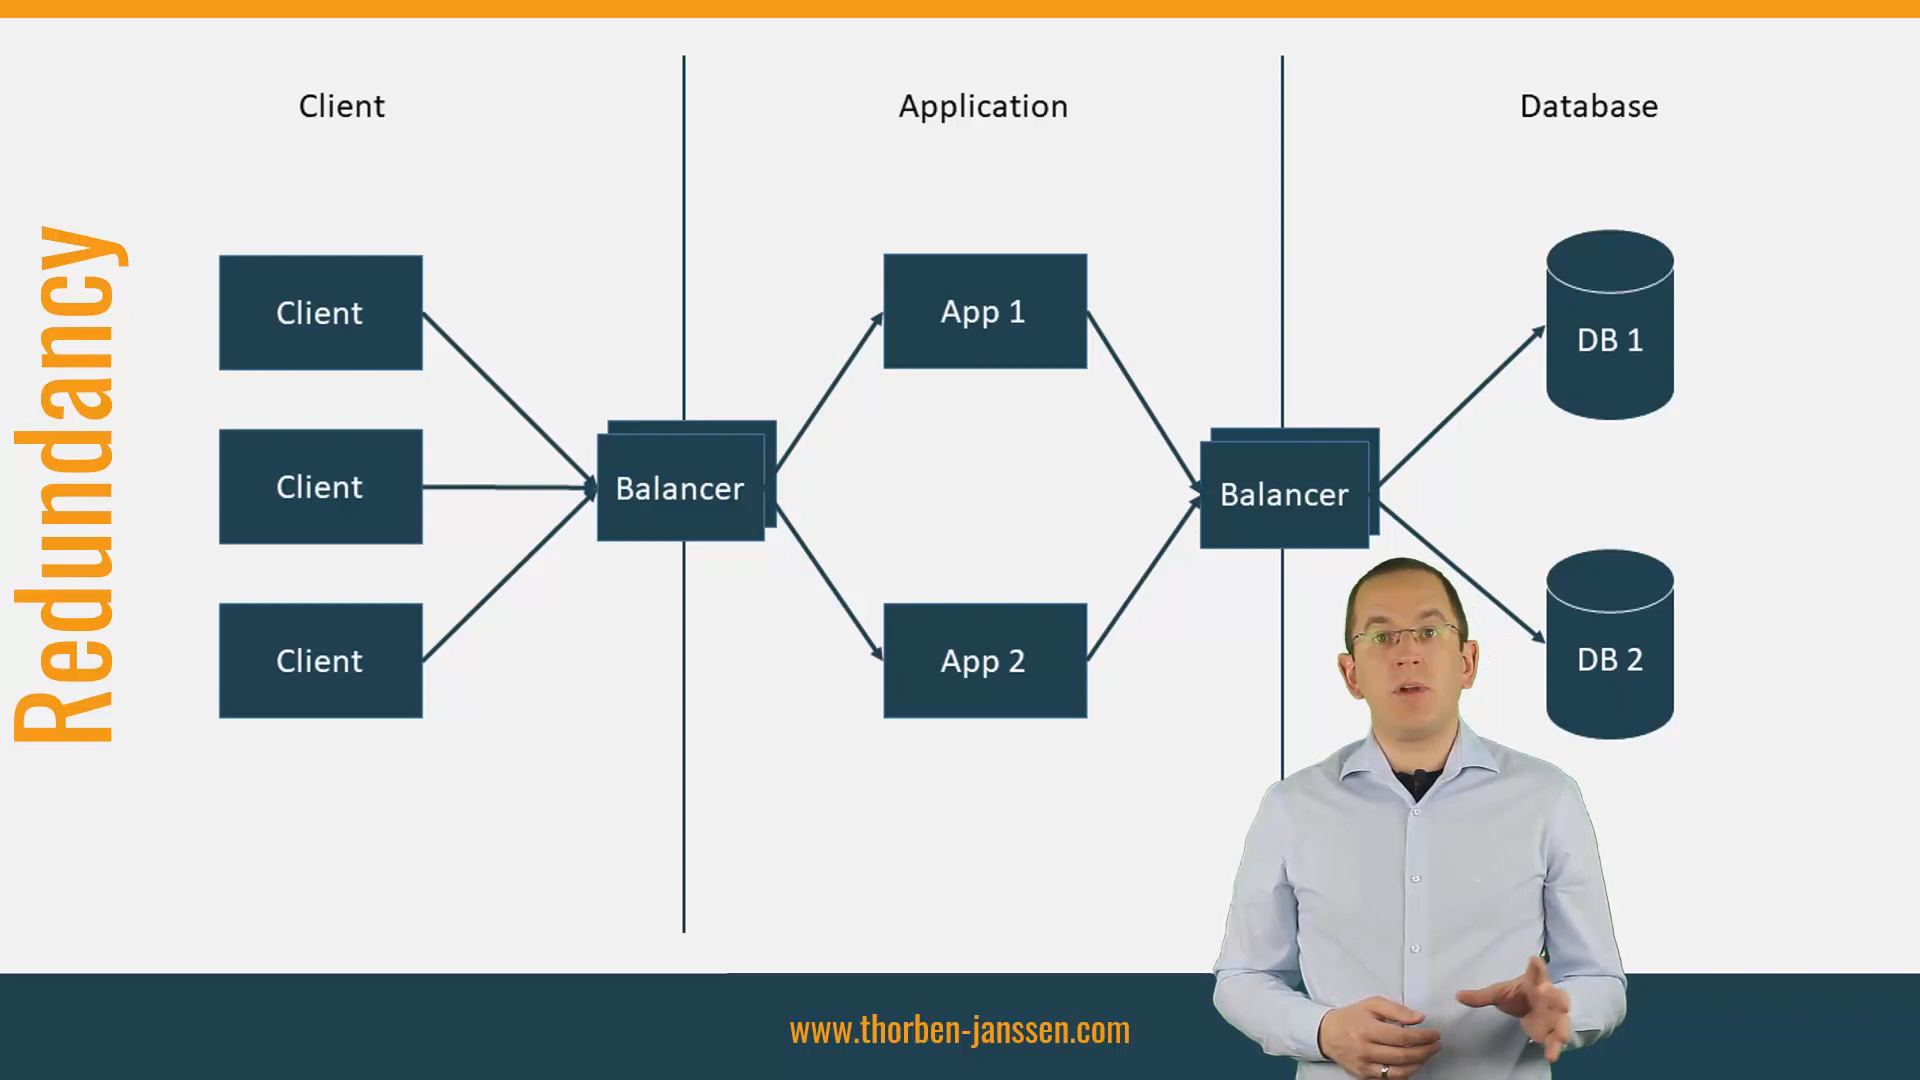 Redundancy
Client
Application
Database
Client
Client
Client
Balancer
App 1
App 2
Balancer
DB 1
DB 2
www.thorben-janssen.com